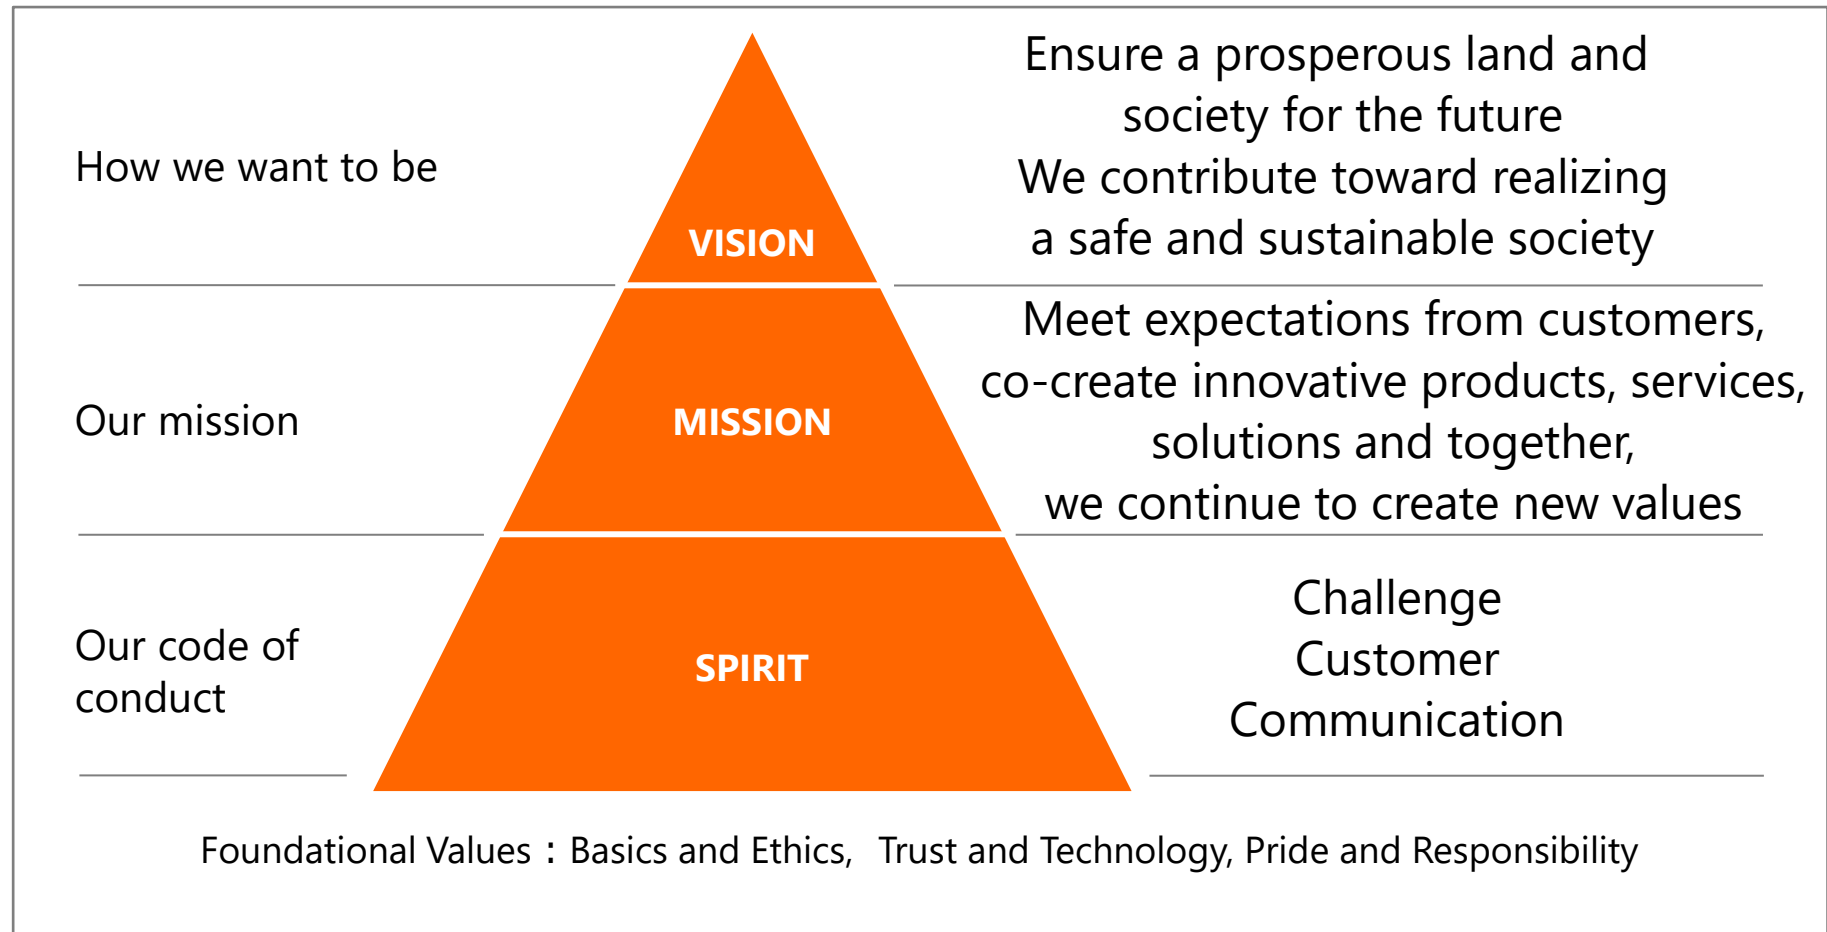 How we want to be
VISION
Ensure a prosperous land and
society for the future
We contribute toward realizing
a safe and sustainable society
Our mission
MISSION
Meet expectations from customers,
co-create innovative products, services,
solutions and together,
we continue to create new values
Our code of
conduct
SPIRIT
Challenge
Customer
Communication
Foundational Values：Basics and Ethics,  Trust and Technology, Pride and Responsibility